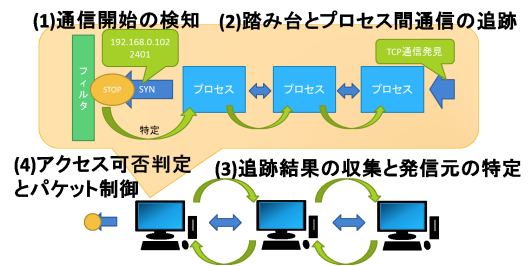 (1)通信開始の検知
(2)踏み台とプロセス間通信の追跡
192.168.0.102
2401
TCP通信発見
フィルタ
STOP
SYN
プロセス
プロセス
プロセス
特定
(4)アクセス可否判定
とパケット制御
(3)追跡結果の収集と発信元の特定